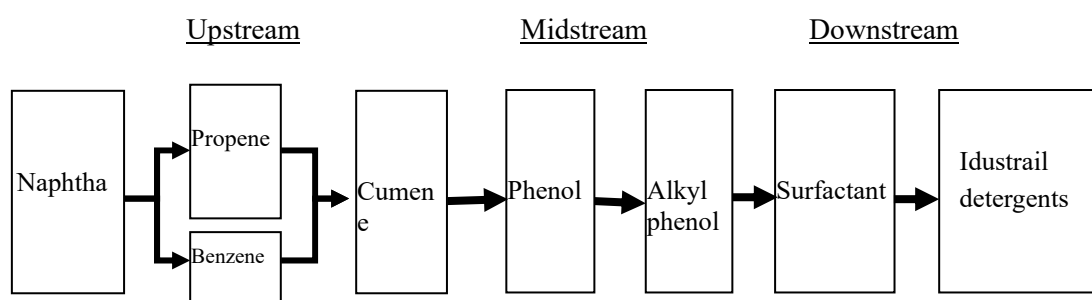 Upstream
Midstream
Downstream
Naphtha
Propene
Benzene
Cumen
e
Phenol
Alkyl
phenol
Surfactant
Idustrail
detergents